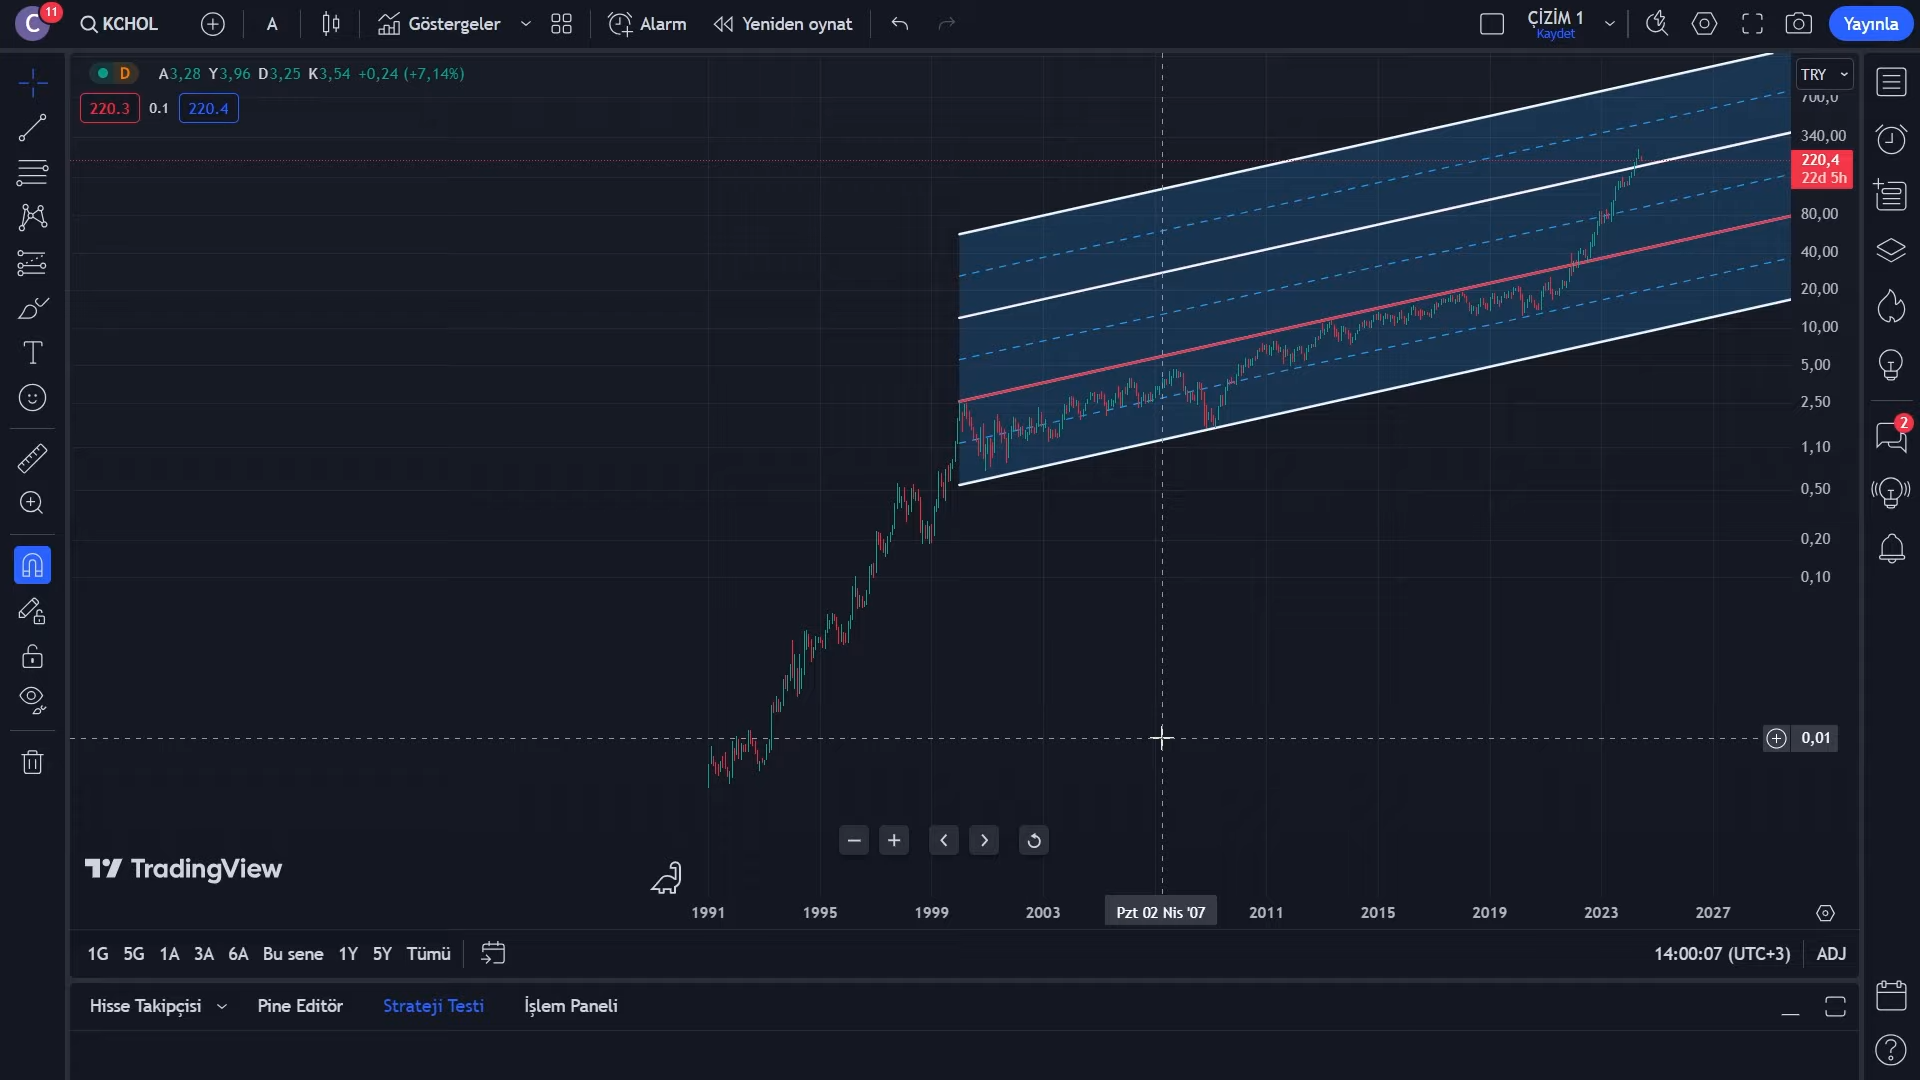 C
11
KCHOL
A
Göstergeler
Alarm
Yeniden oynat
ÇİZİM 1
Kaydet
Yayınla
D
A3,28 Y3,96 D3,25 K3,54 +0,24 (+7,14%)
220.3
0.1
220.4
TRY
700,0
340,00
220,4
22d 5h
80,00
40,00
20,00
10,00
5,00
2,50
1,10
0,50
0,20
0,10
0,01
2
TradingView
1991
1995
1999
2003
Pzt 02 Nis '07
2011
2015
2019
2023
2027
1G 5G 1A 3A 6A Bu sene 1Y 5Y Tümü
14:00:07 (UTC+3)
ADJ
Hisse Takipçisi
Pine Editör
Strateji Testi
İşlem Paneli